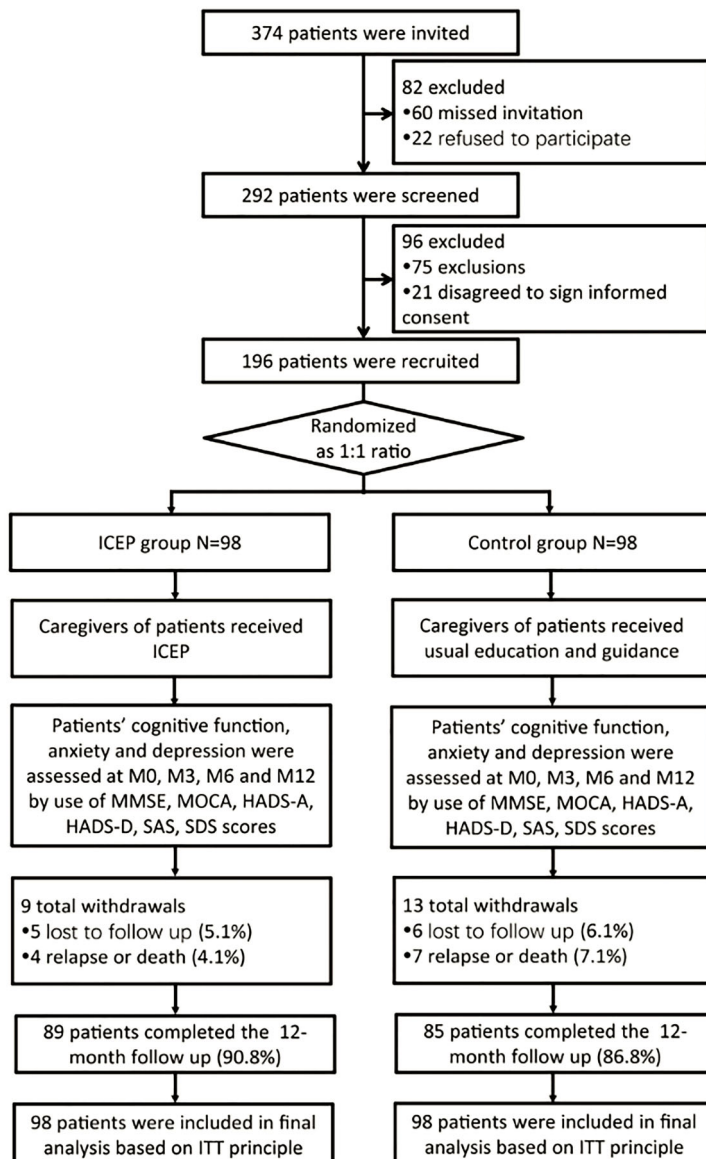 374 patients were invited
82 excluded
•60 missed invitation
•22 refused to participate
292 patients were screened
96 excluded
•75 exclusions
•21 disagreed to sign informed
consent
196 patients were recruited
Randomized
as 1:1 ratio
ICEP group N=98
Control group N=98
Caregivers of patients received
ICEP
Caregivers of patients received
usual education and guidance
Patients' cognitive function,
anxiety and depression were
assessed at M0, M3, M6 and M12
by use of MMSE, MOCA, HADS-A,
HADS-D, SAS, SDS scores
Patients' cognitive function,
anxiety and depression were
assessed at M0, M3, M6 and M12
by use of MMSE, MOCA, HADS-A,
HADS-D, SAS, SDS scores
9 total withdrawals
•5 lost to follow up (5.1%)
•4 relapse or death (4.1%)
13 total withdrawals
•6 lost to follow up (6.1%)
•7 relapse or death (7.1%)
89 patients completed the 12-
month follow up (90.8%)
85 patients completed the 12-
month follow up (86.8%)
98 patients were included in final
analysis based on ITT principle
98 patients were included in final
analysis based on ITT principle